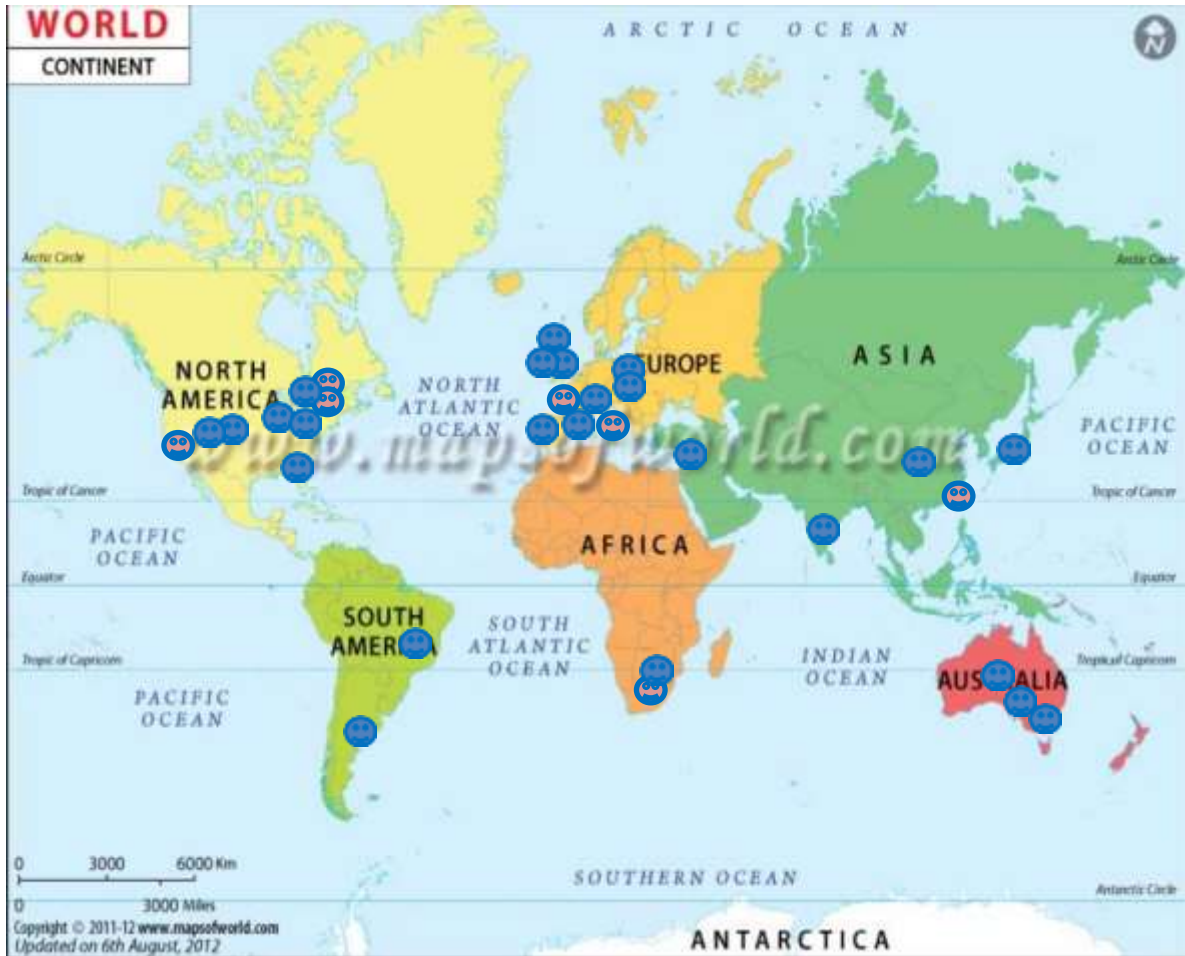 WORLD
CONTINENT
ARCTIC OCEAN
N
Arctic Circle
Arctic Circle
NORTH
AMERICA
NORTH
ATLANTIC
OCEAN
EUROPE
ASIA
PACIFIC
OCEAN
www.mapsofworld.com
Tropic of Cancer
Tropic of Cancer
PACIFIC
OCEAN
AFRICA
Equator
Equator
SOUTH
SOUTH
ATLANTIC
OCEAN
INDIAN
OCEAN
Tropic of Capricorn
Tropic of Capricorn
PACIFIC
OCEAN
0 3000 6000 Km
0 3000 Miles
SOUTHERN OCEAN
Antarctic Circle
Copyright © 2011-12 www.mapsofworld.com
Updated on 6th August, 2012
ANTARCTICA